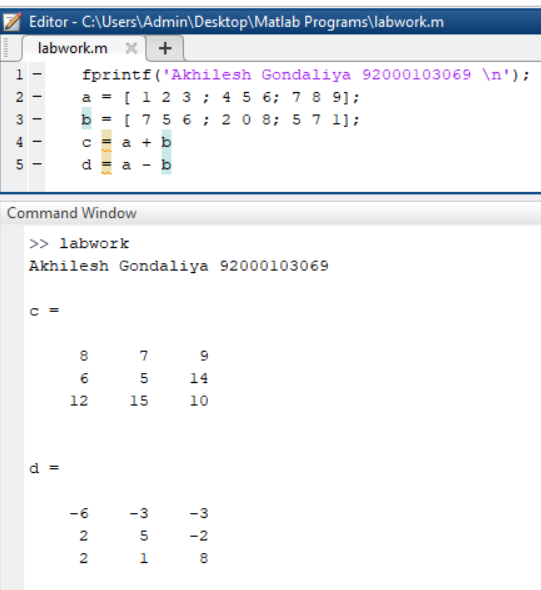 Editor - C:\Users\Admin\Desktop\Matlab Programs\labwork.m
labwork.m × +
1 - fprintf('Akhilesh Gondaliya 92000103069 \n');
2 - a = [ 1 2 3 ; 4 5 6; 7 8 9];
3 - b = [ 7 5 6 ; 2 0 8; 5 7 1];
4 - c = a + b
5 - d = a - b
Command Window
>> labwork
Akhilesh Gondaliya 92000103069
c =
8 7 9
6 5 14
12 15 10
d =
-6 -3 -3
2 5 -2
2 1 8